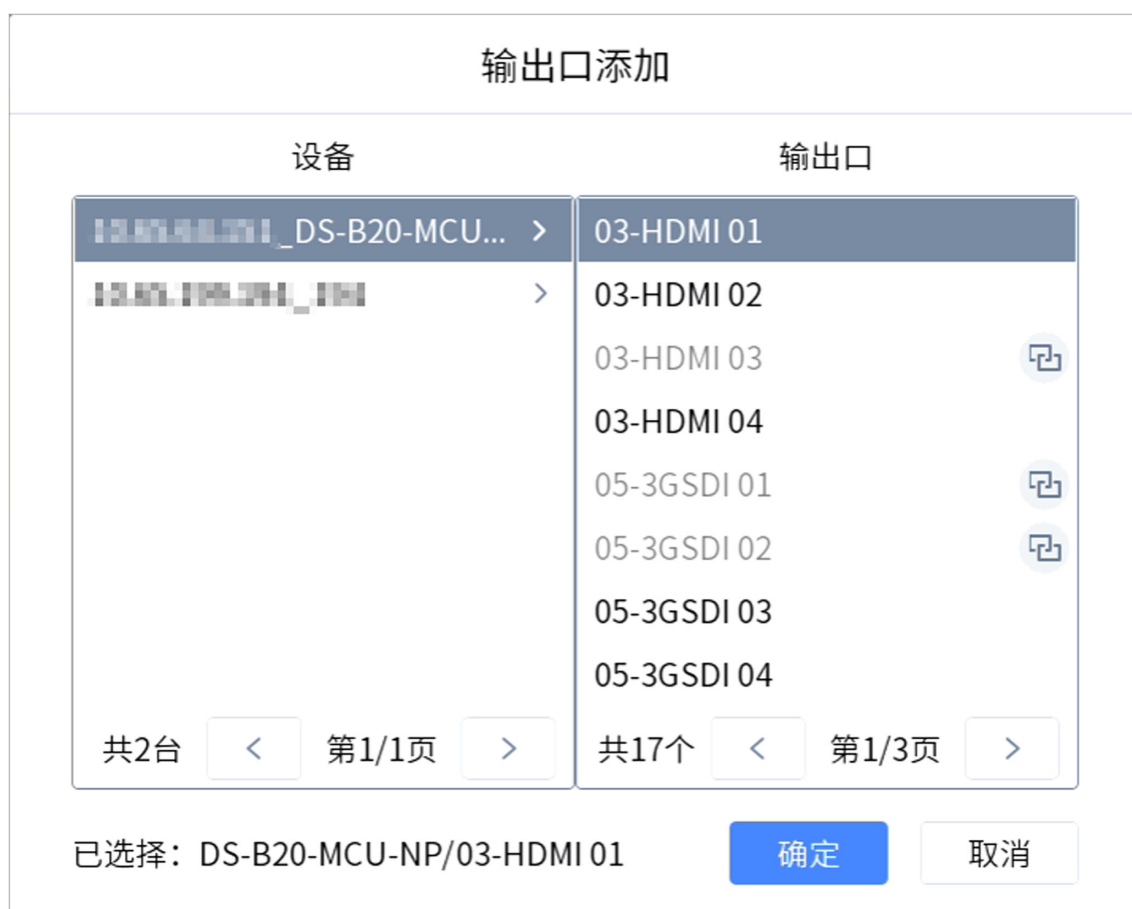 输出口添加
设备
输出口
_DS-B20-MCU...
03-HDMI 01
03-HDMI 02
03-HDMI 03
03-HDMI 04
05-3GSDI 01
05-3GSDI 02
05-3GSDI 03
05-3GSDI 04
共2台 第1/1页
共17个 第1/3页
已选择：DS-B20-MCU-NP/03-HDMI 01
确定
取消